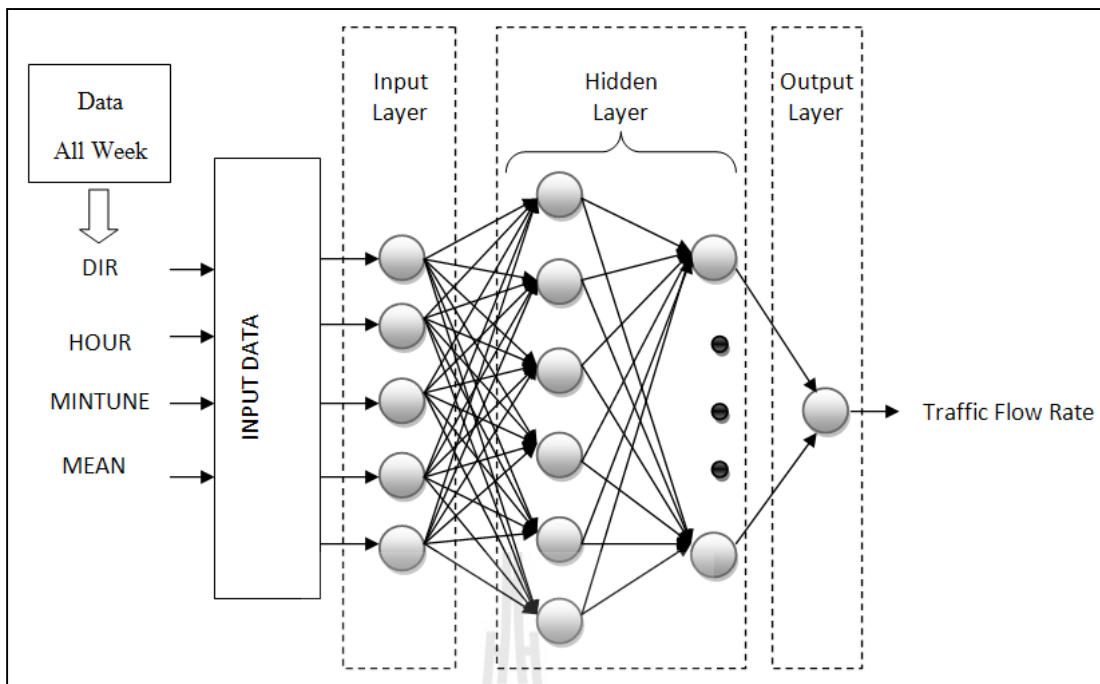 Data
All Week
DIR
HOUR
MINTUNE
MEAN
INPUT DATA
Input
Layer
Hidden
Layer
Output
Layer
Traffic Flow Rate